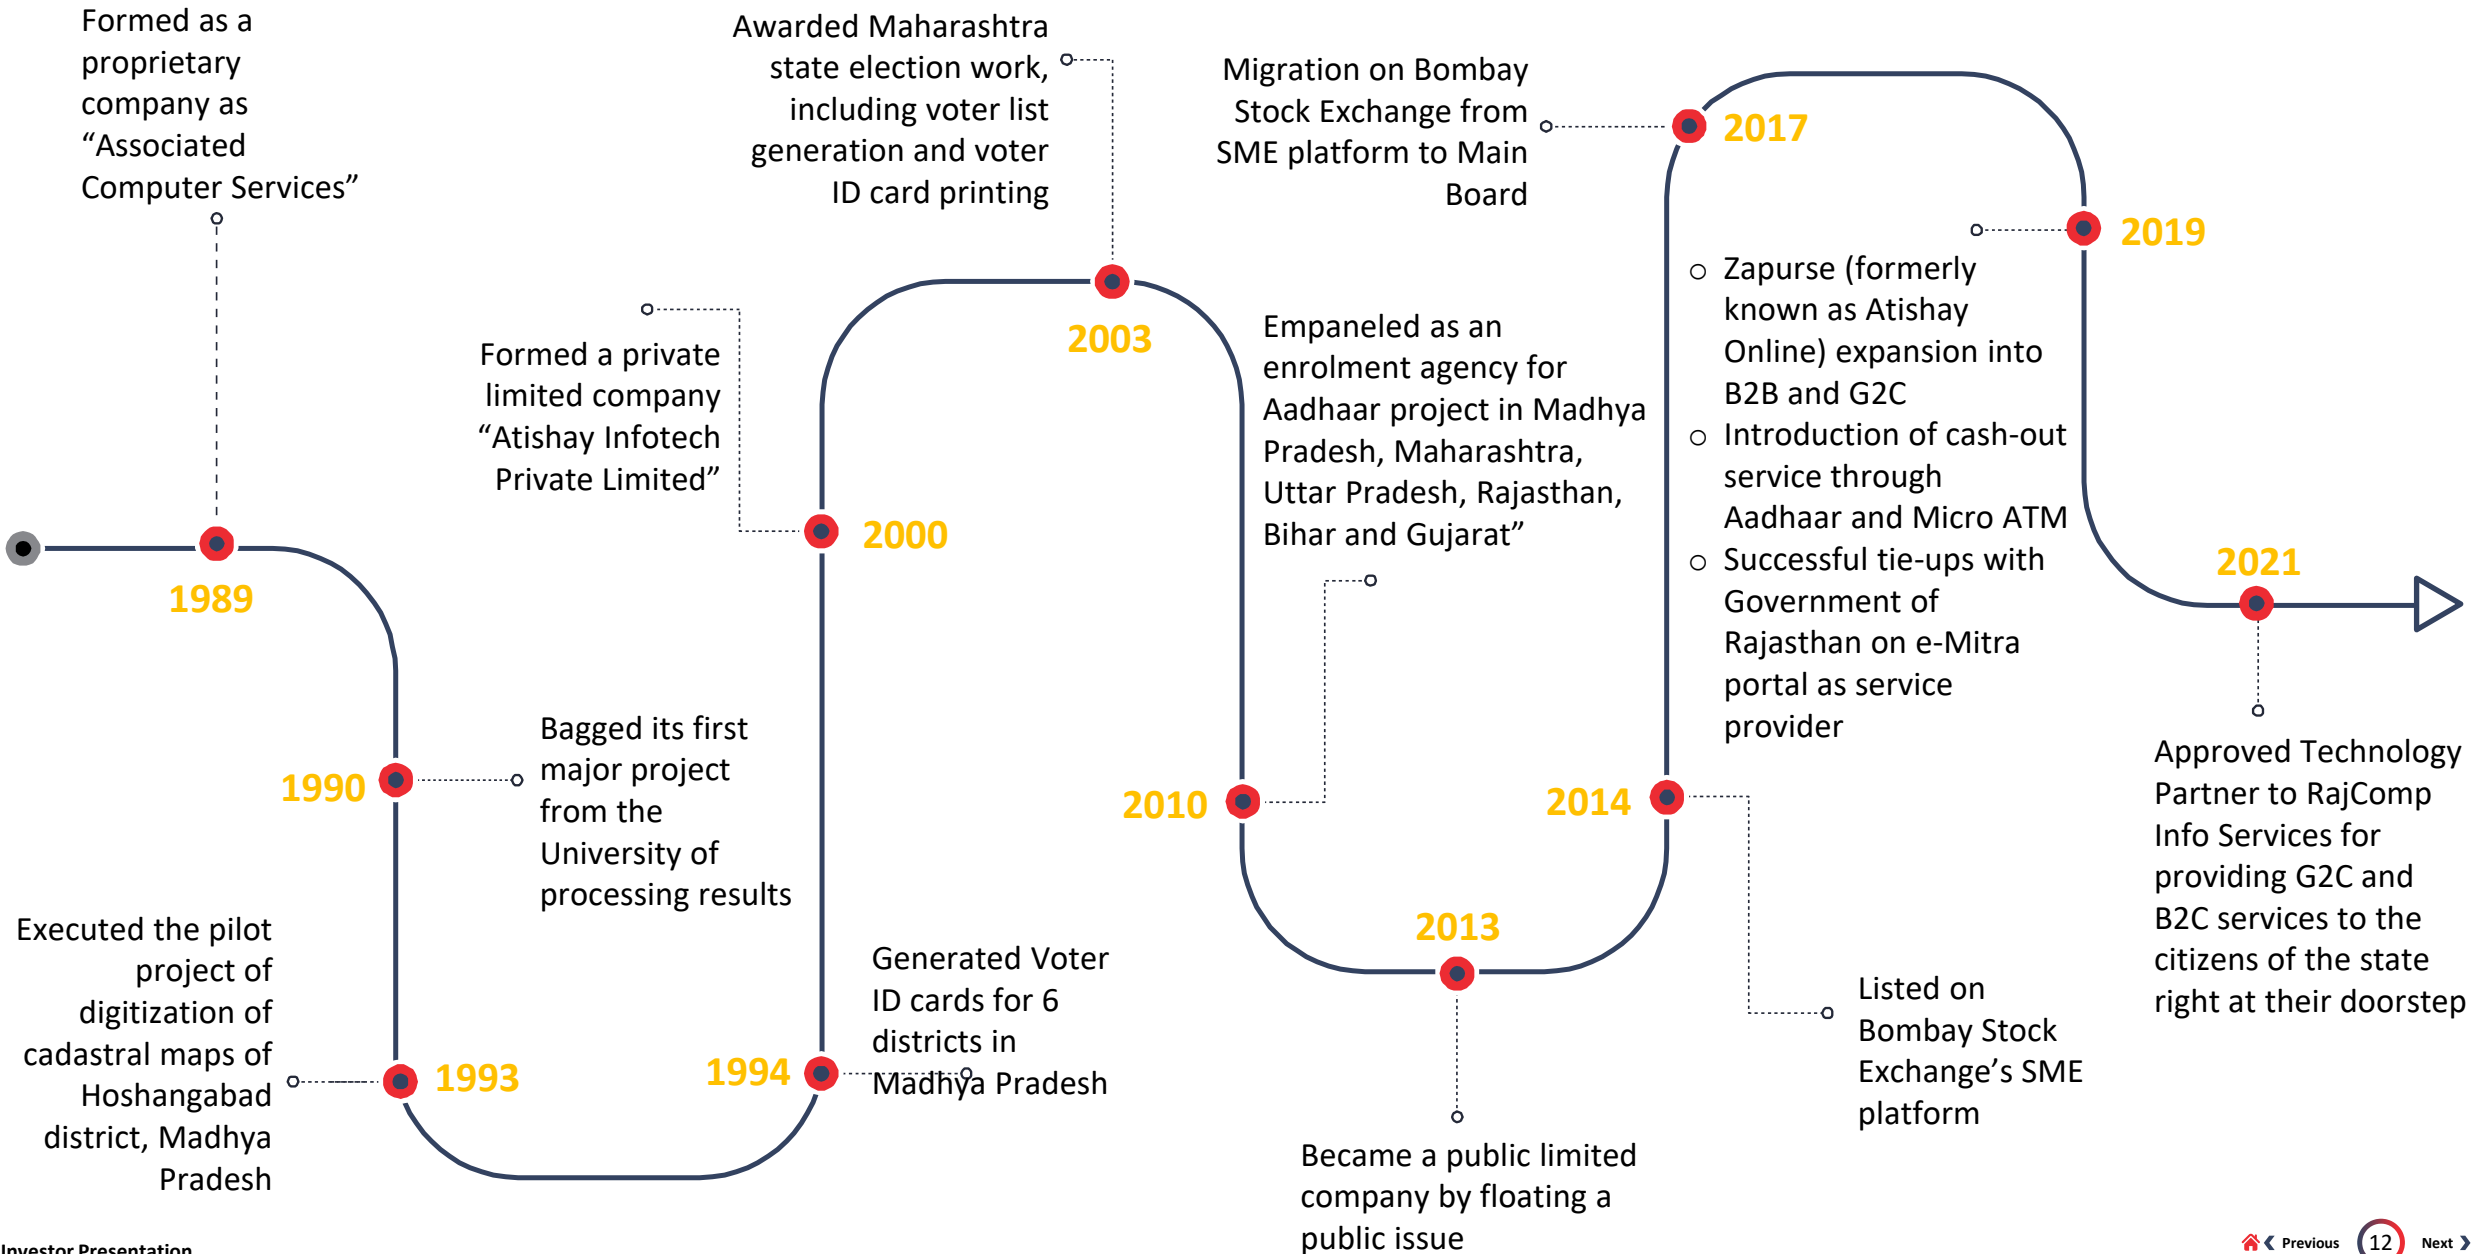 Formed as a
proprietary
company as
“Associated
Computer Services”
1989
1990
Bagged its first
major project
from the
University of
processing results
Executed the pilot
project of
digitization of
cadastral maps of
Hoshangabad
district, Madhya
Pradesh
1993
1994
Generated Voter
ID cards for 6
districts in
Madhya Pradesh
Formed a private
limited company
“Atishay Infotech
Private Limited”
2000
Awarded Maharashtra
state election work,
including voter list
generation and voter
ID card printing
2003
Empaneled as an
enrolment agency for
Aadhaar project in Madhya
Pradesh, Maharashtra,
Uttar Pradesh, Rajasthan,
Bihar and Gujarat”
2010
2013
Became a public limited
company by floating a
public issue
2014
Listed on
Bombay Stock
Exchange’s SME
platform
Migration on Bombay
Stock Exchange from
SME platform to Main
Board
2017
2019
○ Zapurse (formerly
known as Atishay
Online) expansion into
B2B and G2C
○ Introduction of cash-out
service through
Aadhaar and Micro ATM
○ Successful tie-ups with
Government of
Rajasthan on e-Mitra
portal as service
provider
2021
Approved Technology
Partner to RajComp
Info Services for
providing G2C and
B2C services to the
citizens of the state
right at their doorstep
Investor Presentation
Previous 12 Next